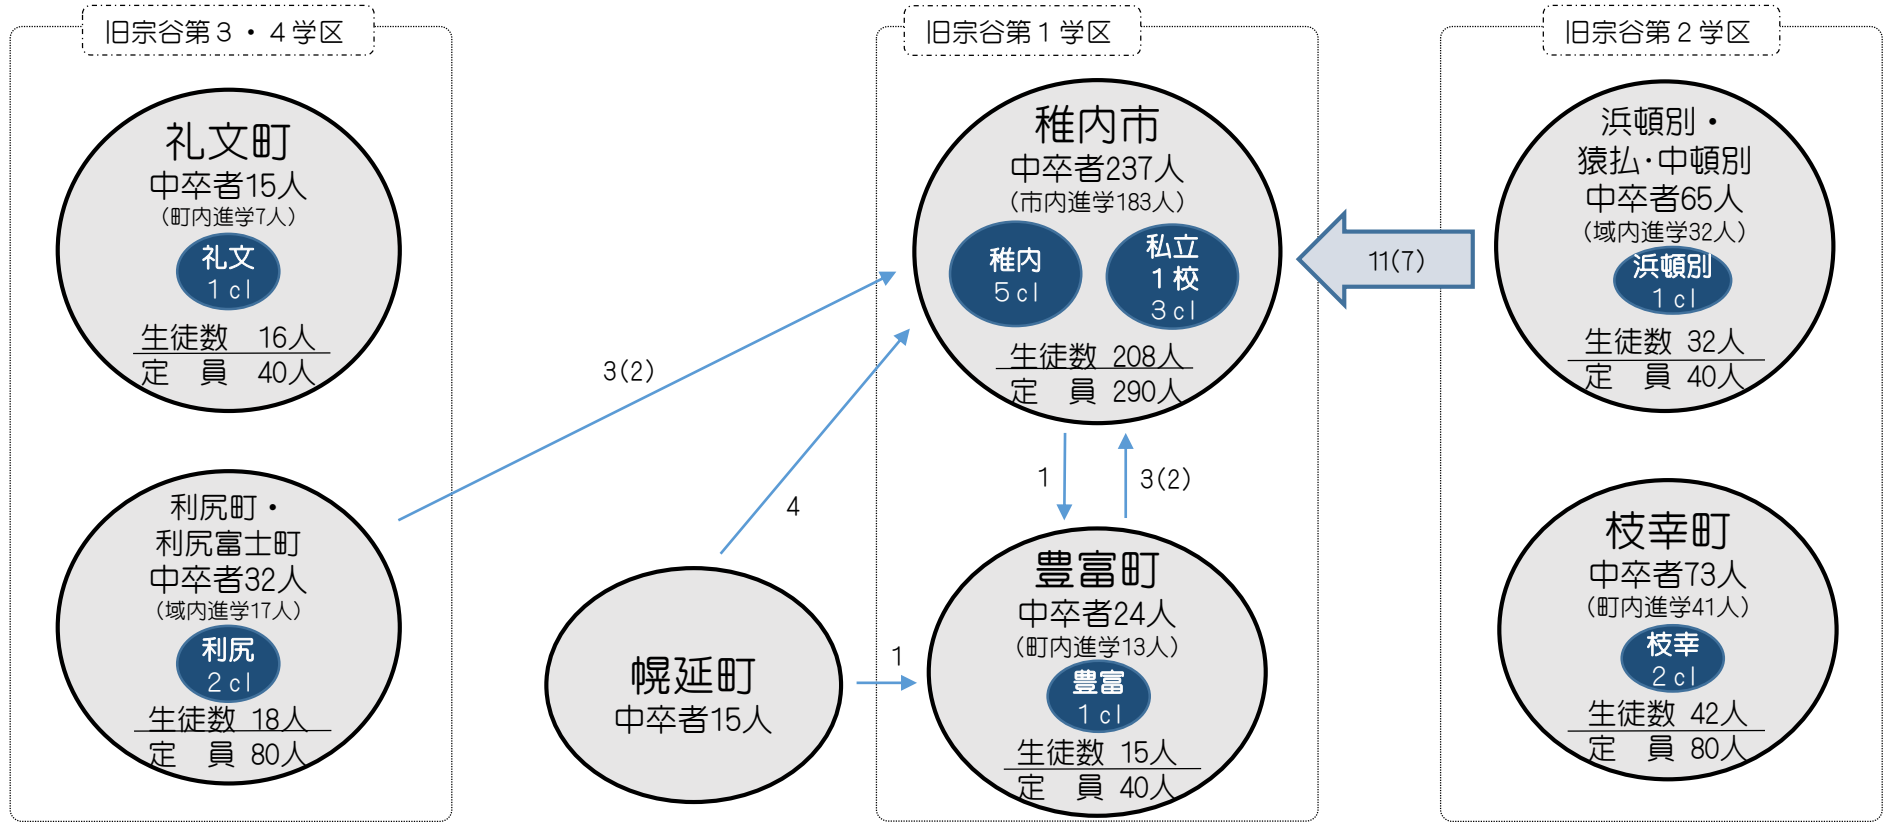 旧宗谷第３・４学区
礼文町
中卒者15人
(町内進学7人)
礼文
１cl
生徒数 16人
定 員 40人
利尻町・
利尻富士町
中卒者32人
(域内進学17人)
利尻
２cl
生徒数 18人
定 員 80人
3(2)
4
幌延町
中卒者15人
1
旧宗谷第１学区
稚内市
中卒者237人
(市内進学183人)
稚内
５cl
私立
１校
３cl
生徒数 208人
定 員 290人
1
3(2)
豊富町
中卒者24人
(町内進学13人)
豊富
１cl
生徒数 15人
定 員 40人
11(7)
旧宗谷第２学区
浜頓別・
猿払・中頓別
中卒者65人
(域内進学32人)
浜頓別
１cl
生徒数 32人
定 員 40人
枝幸町
中卒者73人
(町内進学41人)
枝幸
２cl
生徒数 42人
定 員 80人